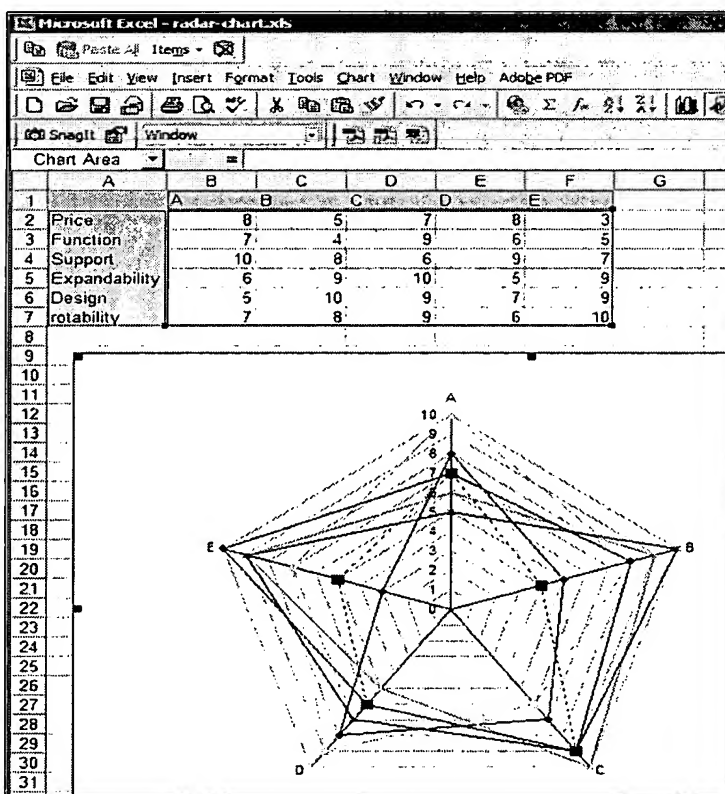 Microsoft Excel - radar-chart.xls
Paste All Items
File Edit View Insert Format Tools Chart Window Help Adobe PDF
SnagIt Window
Chart Area =
A B C D E F G
1 A B C D E
2 Price 8 5 7 8 3
3 Function 7 4 9 6 5
4 Support 10 8 6 9 7
5 Expandability 6 9 10 5 9
6 Design 5 10 9 7 9
7 rotability 7 8 9 6 10
8
9
10
11
12
13
14
15
16
17
18
19
20
21
22
23
24
25
26
27
28
29
30
31
A
10
9
8
7
6
5
4
3
2
1
0
E B
D C